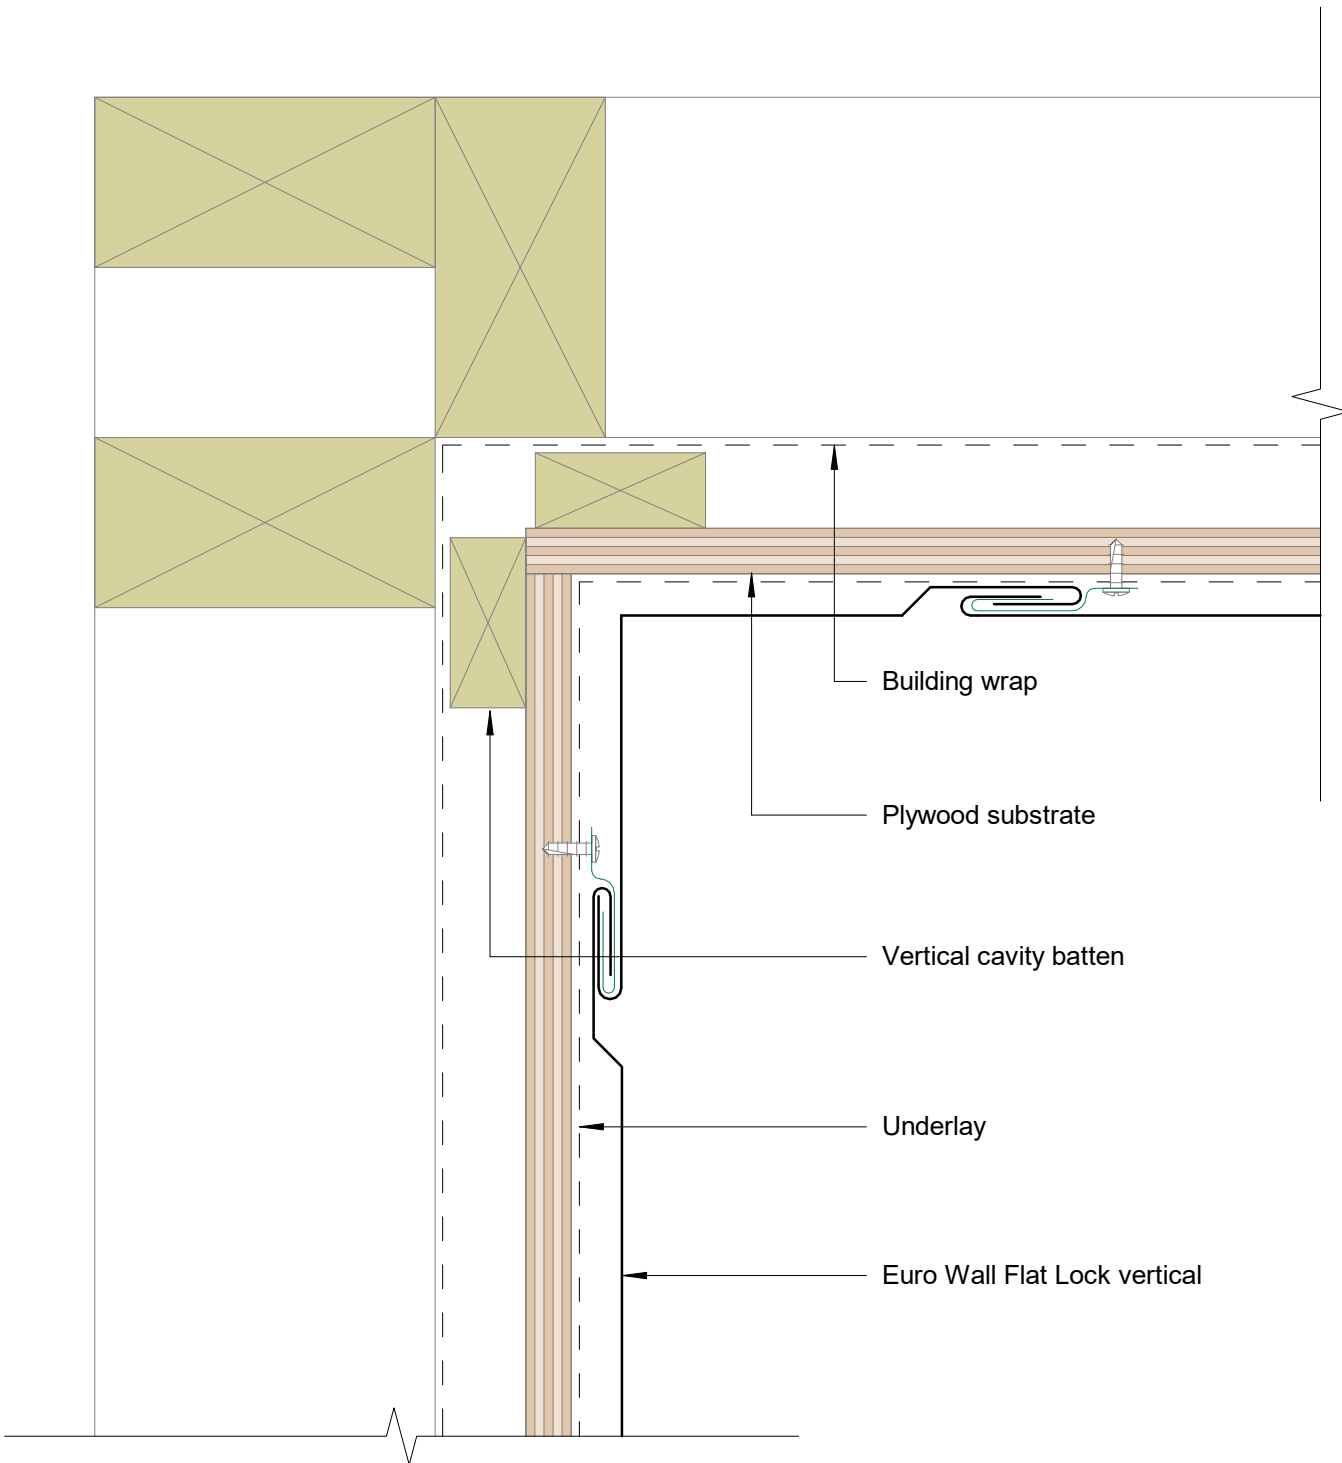 Building wrap
Plywood substrate
Vertical cavity batten
Underlay
Euro Wall Flat Lock vertical